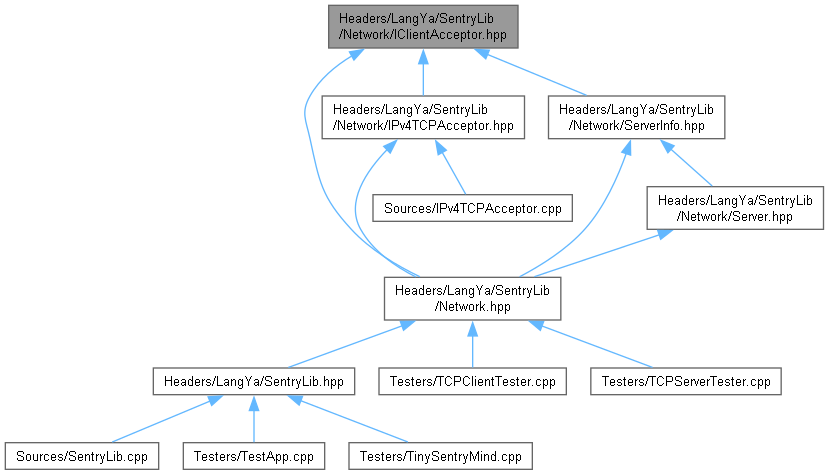 Headers/LangYa/SentryLib
/Network/IClientAcceptor.hpp
Headers/LangYa/SentryLib
/Network/IPv4TCPAcceptor.hpp
Headers/LangYa/SentryLib
/Network/ServerInfo.hpp
Sources/IPv4TCPAcceptor.cpp
Headers/LangYa/SentryLib
/Network/Server.hpp
Headers/LangYa/SentryLib
/Network.hpp
Headers/LangYa/SentryLib.hpp
Testers/TCPClientTester.cpp
Testers/TCPServerTester.cpp
Sources/SentryLib.cpp
Testers/TestApp.cpp
Testers/TinySentryMind.cpp